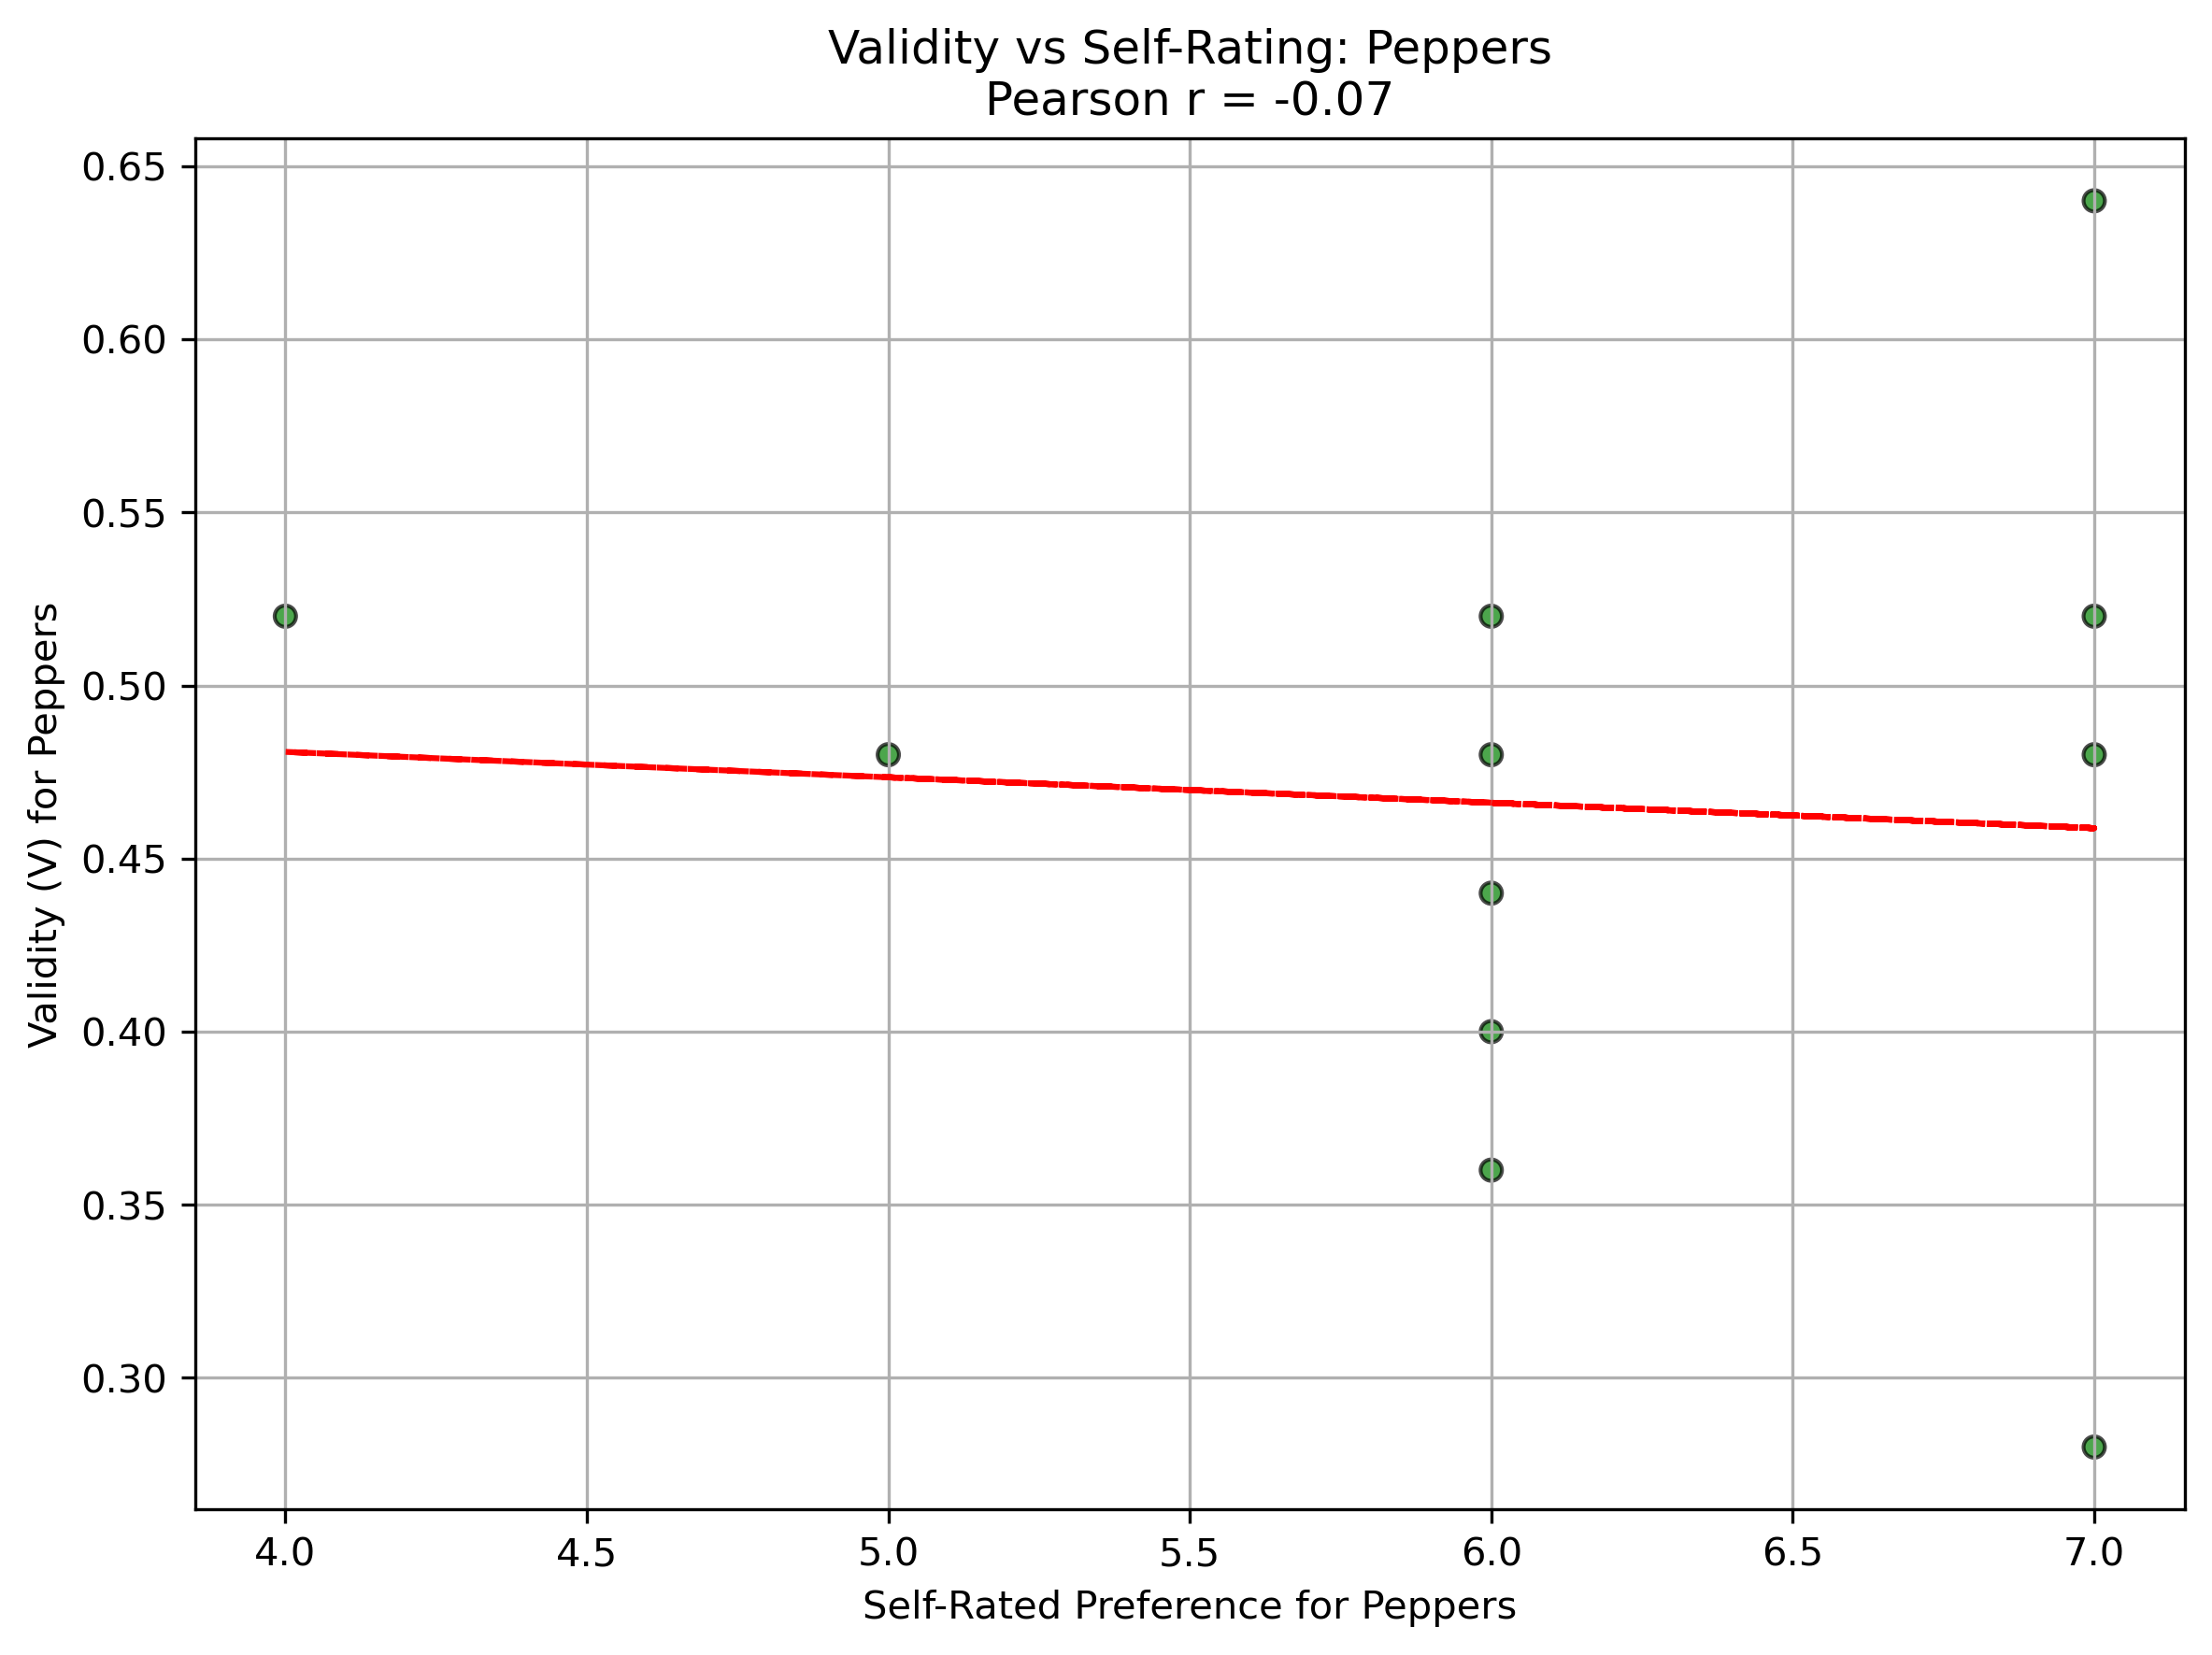 Validity vs Self-Rating: Peppers
Pearson r = -0.07
0.65
0.60
0.55
0.50
0.45
0.40
0.35
0.30
Validity (V) for Peppers
4.0 4.5 5.0 5.5 6.0 6.5 7.0
Self-Rated Preference for Peppers